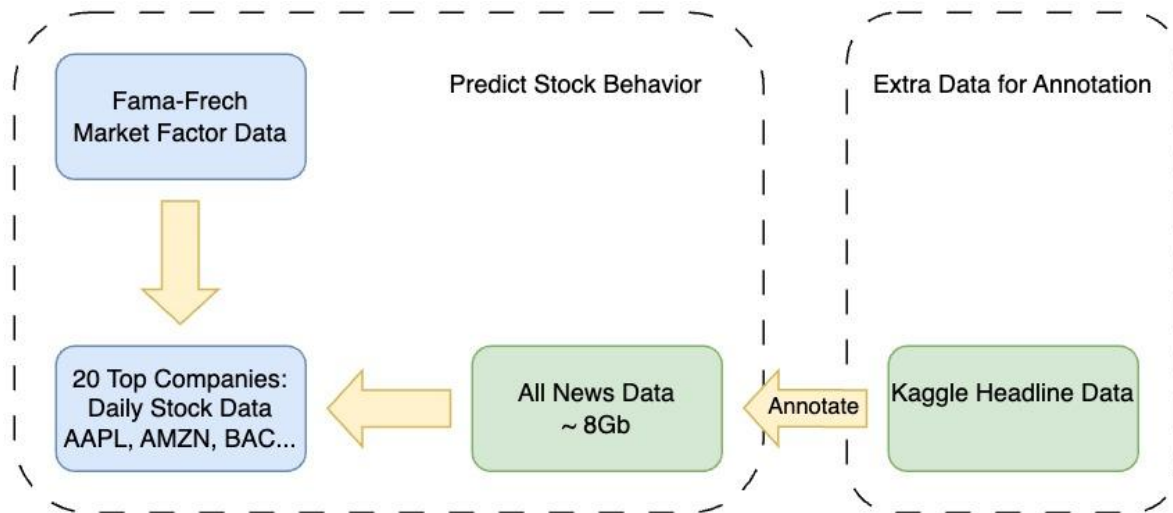 Fama-Frech
Market Factor Data
Predict Stock Behavior
Extra Data for Annotation
20 Top Companies:
Daily Stock Data
AAPL, AMZN, BAC...
All News Data
~ 8Gb
Annotate
Kaggle Headline Data